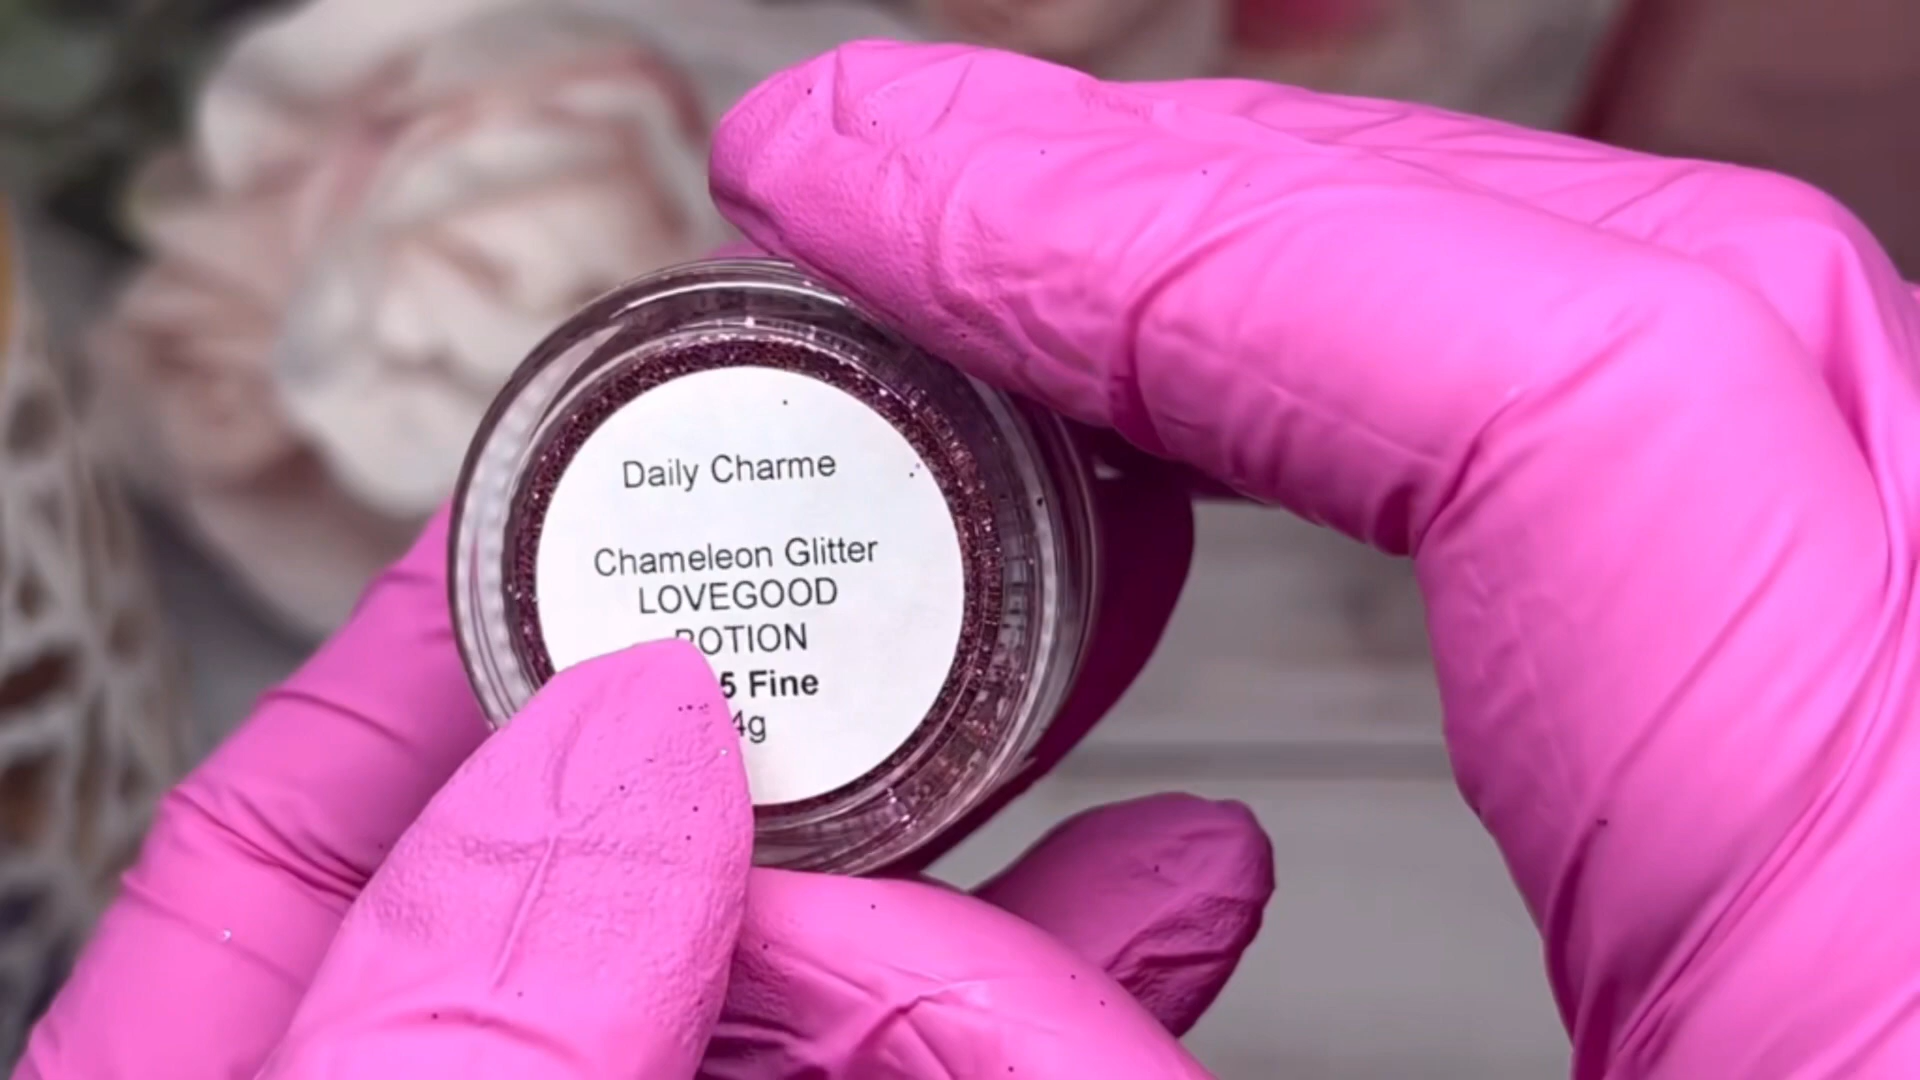 Daily Charme
Chameleon Glitter
LOVEGOOD
POTION
5 Fine
4g